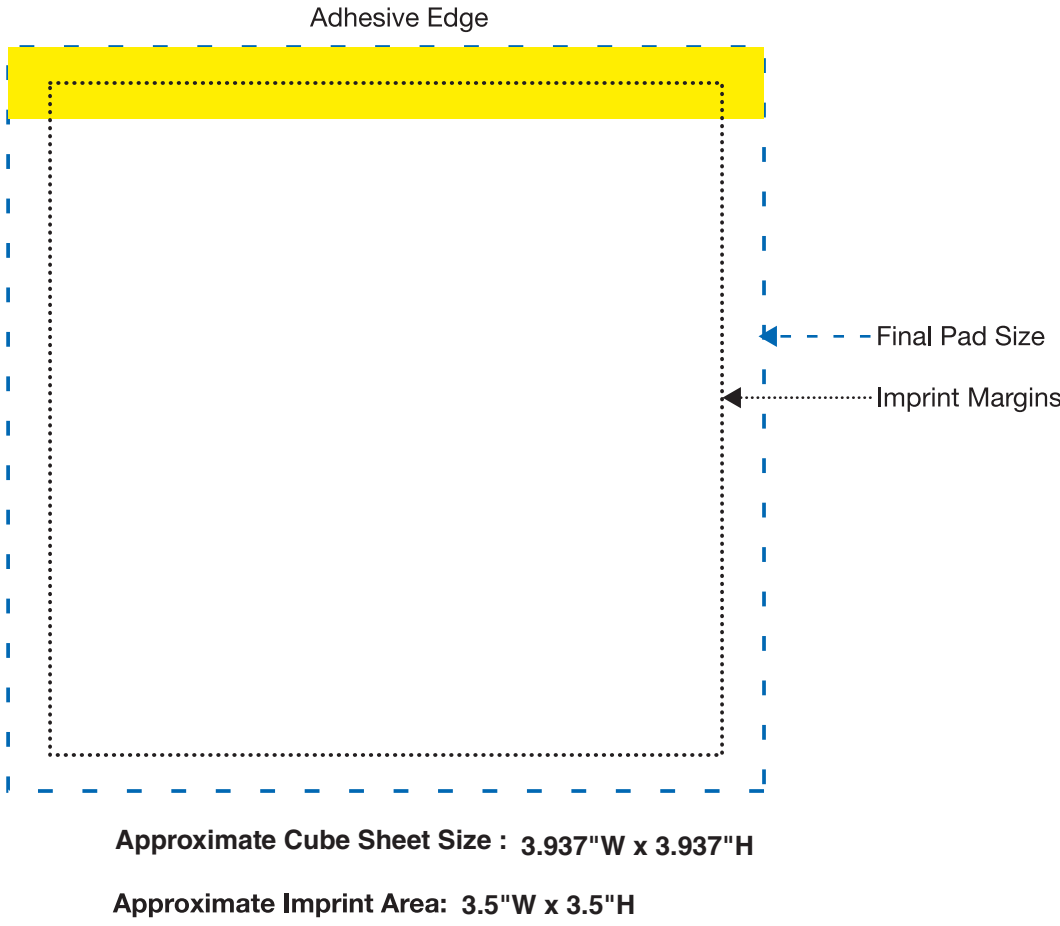 Adhesive Edge
Final Pad Size
Imprint Margins
Approximate Cube Sheet Size : 3.937"W x 3.937"H
Approximate Imprint Area: 3.5"W x 3.5"H